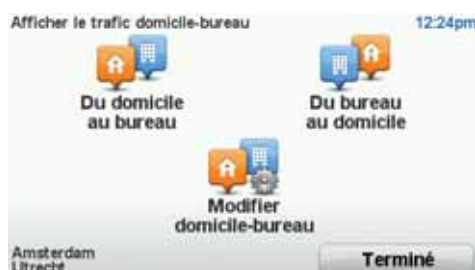 Afficher le trafic domicile-bureau 12:24pm
Du domicile
au bureau
Du bureau
au domicile
Modifier
domicile-bureau
Amsterdam
Utrecht
Terminé